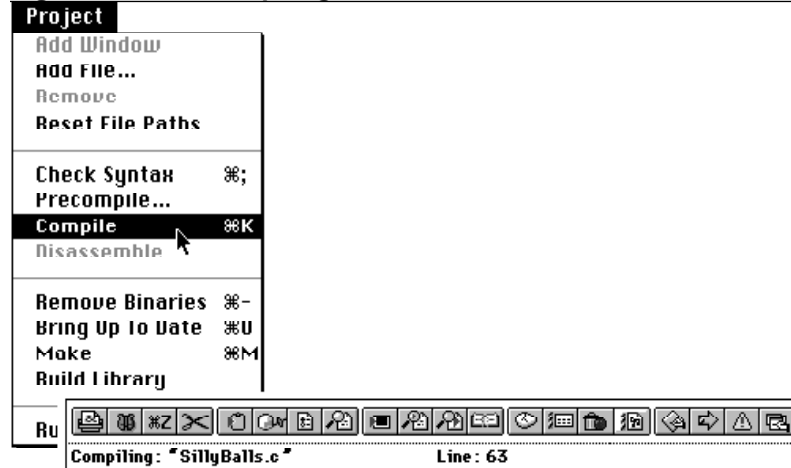 Project
Add Window
Add File...
Remove
Reset File Paths
Check Syntax ⌘;
Precompile...
Compile ⌘K
Disassemble
Remove Binaries ⌘-
Bring Up To Date ⌘U
Make ⌘M
Build Library
Ru
⌘Z
Compiling: "SillyBalls.c" Line: 63